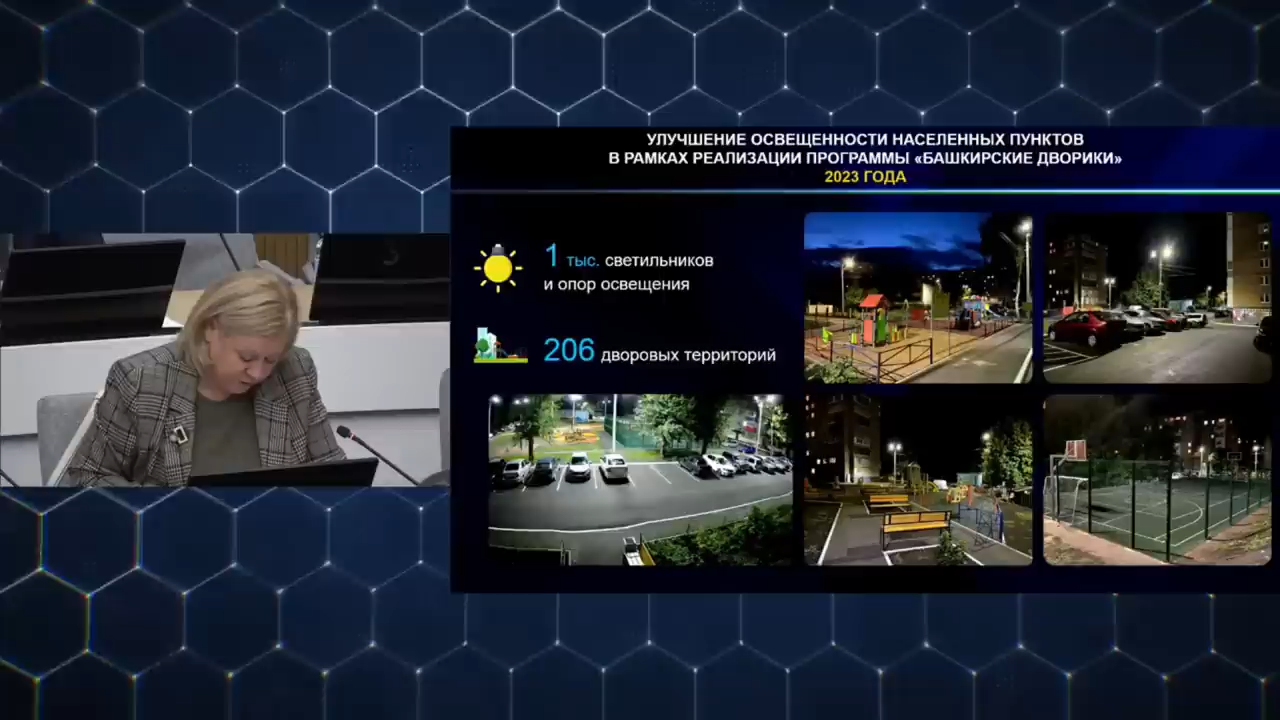 УЛУЧШЕНИЕ ОСВЕЩЕННОСТИ НАСЕЛЕННЫХ ПУНКТОВ
В РАМКАХ РЕАЛИЗАЦИИ ПРОГРАММЫ «БАШКИРСКИЕ ДВОРИКИ»
2023 ГОДА
1 тыс. светильников
и опор освещения
206 дворовых территорий